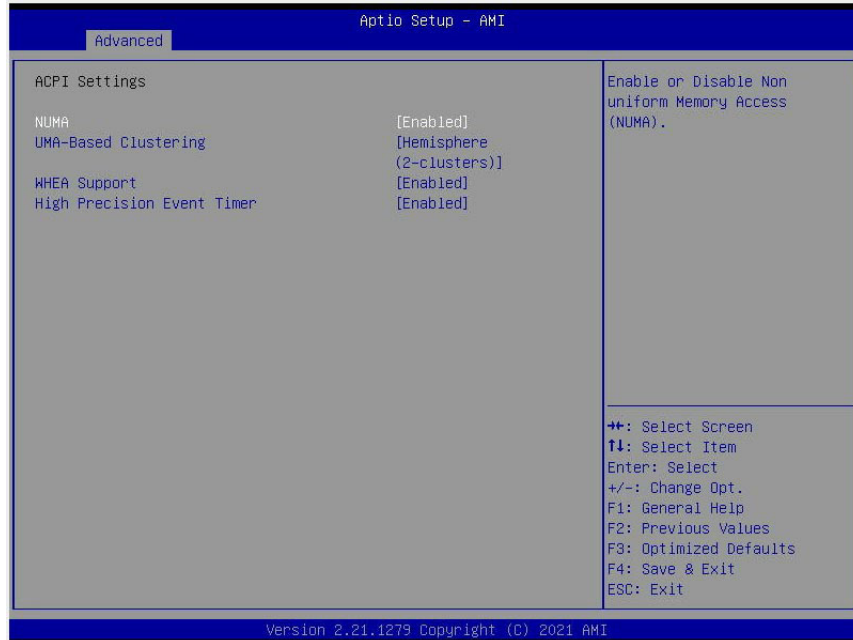 Aptio Setup - AMI
Advanced
ACPI Settings
NUMA [Enabled]
UMA-Based Clustering [Hemisphere
(2-clusters)]
WHEA Support [Enabled]
High Precision Event Timer [Enabled]
Enable or Disable Non
uniform Memory Access
(NUMA).
→←: Select Screen
↑↓: Select Item
Enter: Select
+/-: Change Opt.
F1: General Help
F2: Previous Values
F3: Optimized Defaults
F4: Save & Exit
ESC: Exit
Version 2.21.1279 Copyright (C) 2021 AMI